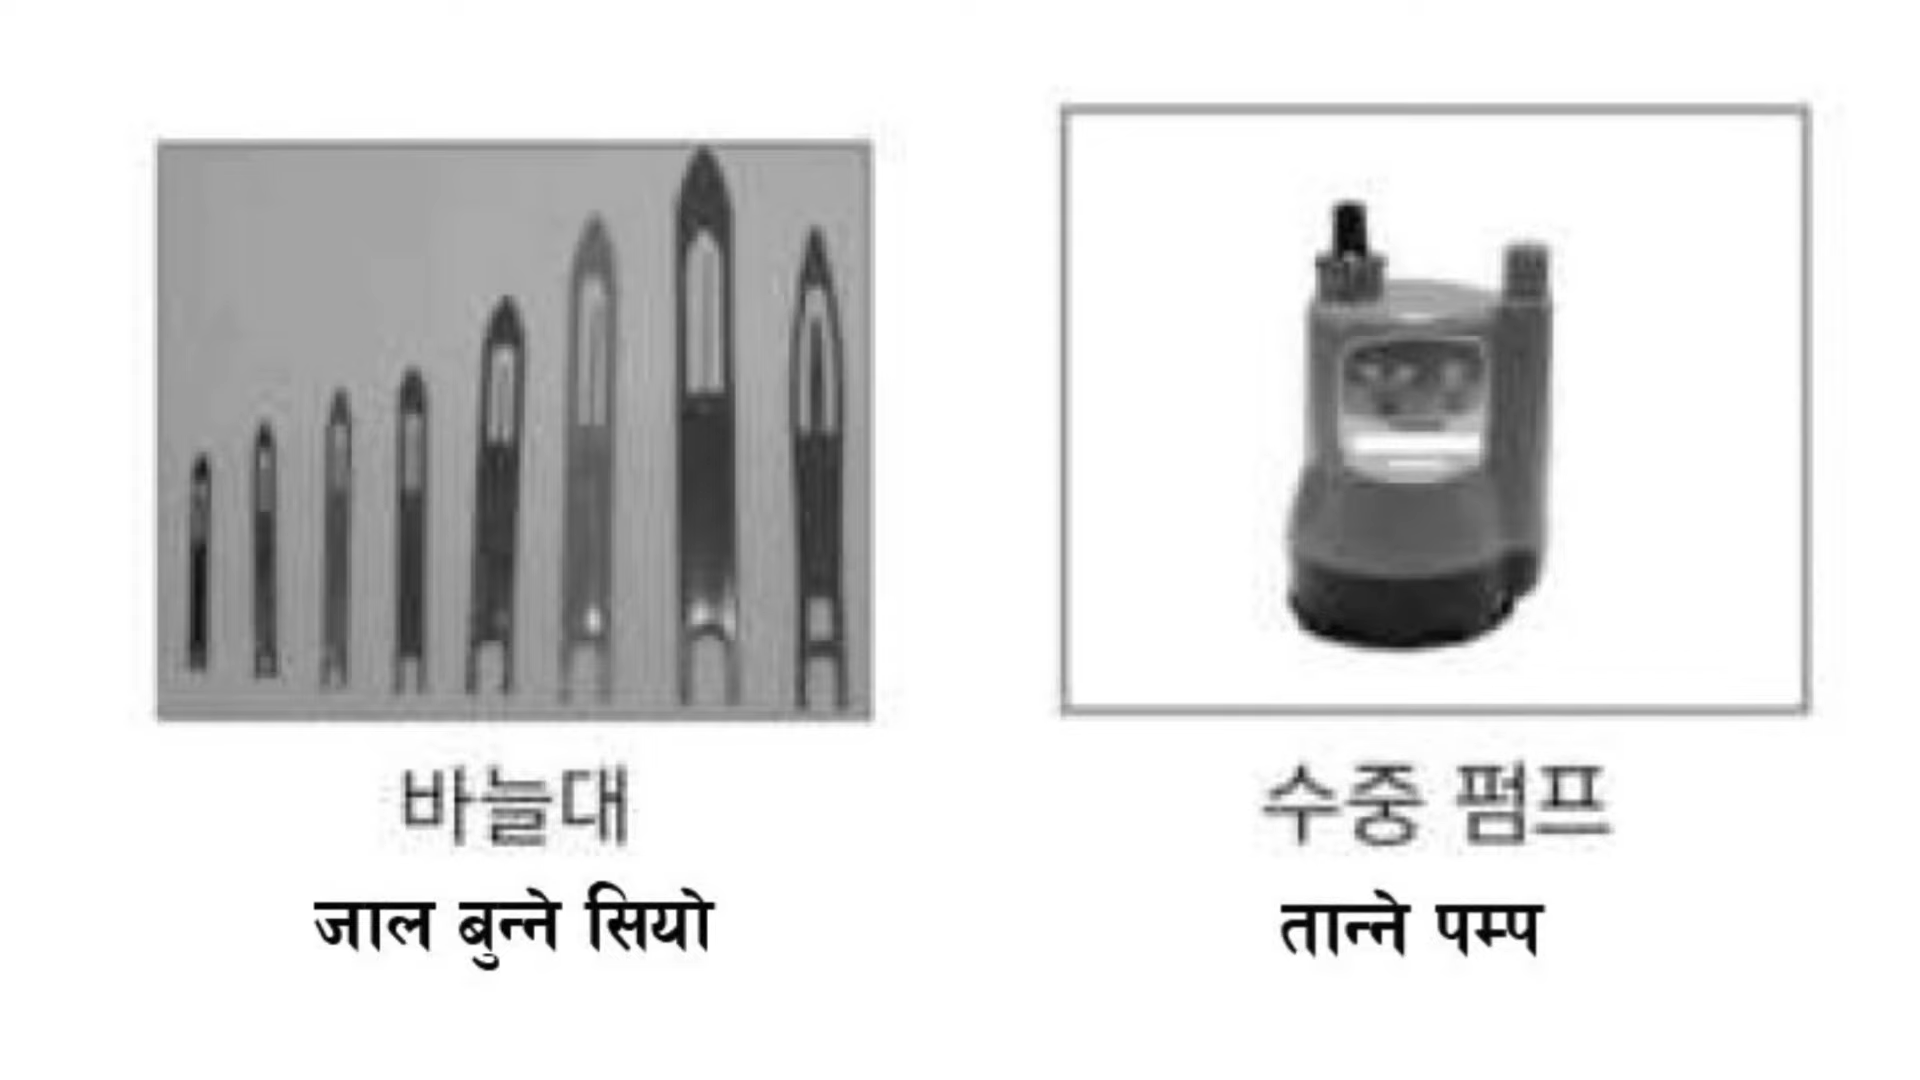 바늘대
जाल बुन्ने सियो
수중 펌프
तान्ने पम्प